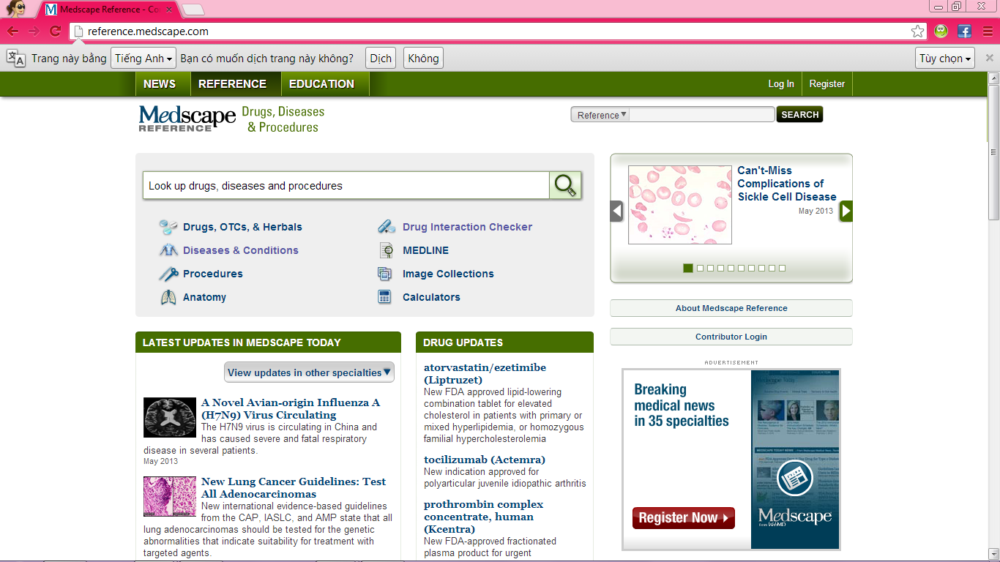 Medscape Reference - Co
reference.medscape.com
Trang này bằng Tiếng Anh Bạn có muốn dịch trang này không? Dịch Không Tùy chọn
NEWS REFERENCE EDUCATION Log In Register
Medscape REFERENCE
Drugs, Diseases
& Procedures
Reference SEARCH
Look up drugs, diseases and procedures
Drugs, OTCs, & Herbals
Diseases & Conditions
Procedures
Anatomy
Drug Interaction Checker
MEDLINE
Image Collections
Calculators
Can't-Miss
Complications of
Sickle Cell Disease
May 2013
About Medscape Reference
Contributor Login
LATEST UPDATES IN MEDSCAPE TODAY
View updates in other specialties
A Novel Avian-origin Influenza A
(H7N9) Virus Circulating
The H7N9 virus is circulating in China and
has caused severe and fatal respiratory
disease in several patients.
May 2013
New Lung Cancer Guidelines: Test
All Adenocarcinomas
New international evidence-based guidelines
from the CAP, IASLC, and AMP state that all
lung adenocarcinomas should be tested for the genetic
abnormalities that indicate suitability for treatment with
targeted agents.
DRUG UPDATES
atorvastatin/ezetimibe
(Liptruzet)
New FDA approved lipid-lowering
combination tablet for elevated
cholesterol in patients with primary or
mixed hyperlipidemia, or homozygous
familial hypercholesterolemia
tocilizumab (Actemra)
New indication approved for
polyarticular juvenile idiopathic arthritis
prothrombin complex
concentrate, human
(Kcentra)
New FDA-approved fractionated
plasma product for urgent
ADVERTISEMENT
Breaking
medical news
in 35 specialties
Register Now
Medscape
from WebMD